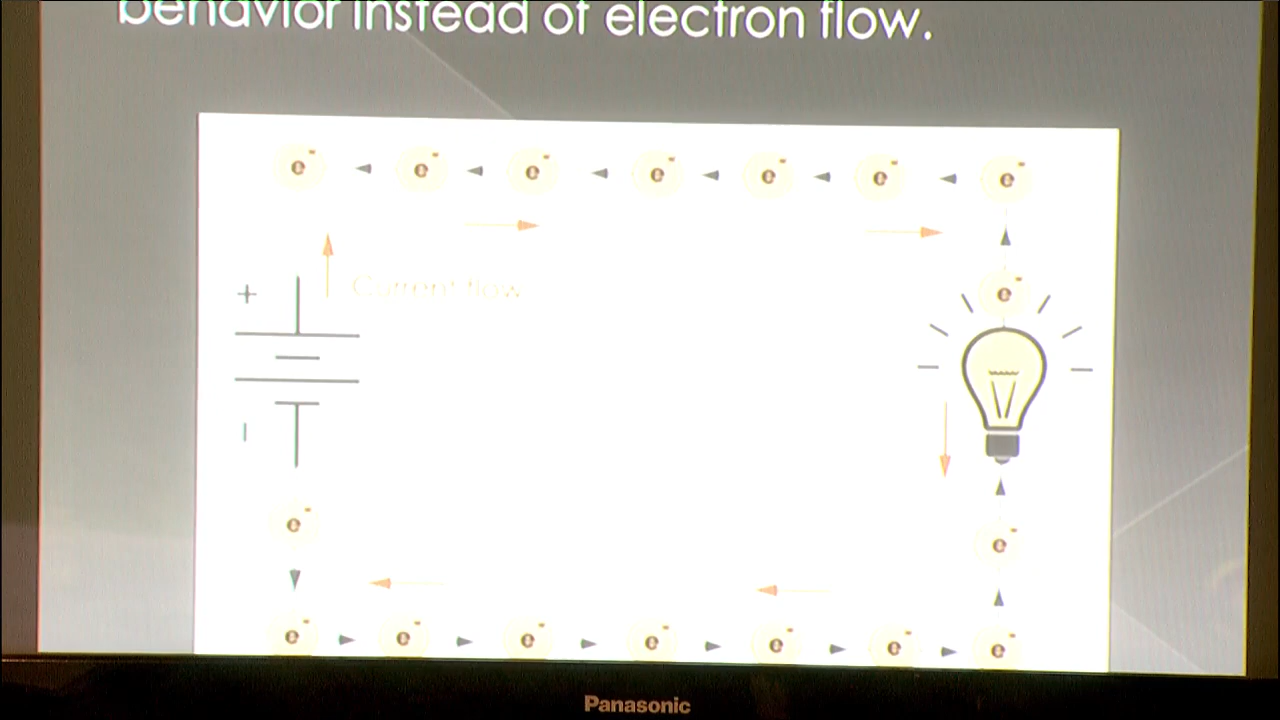 behavior instead of electron flow.
e- e- e- e- e- e- e-
Current flow
+
e-
-
e-
e-
e- e- e- e- e- e- e-
Panasonic